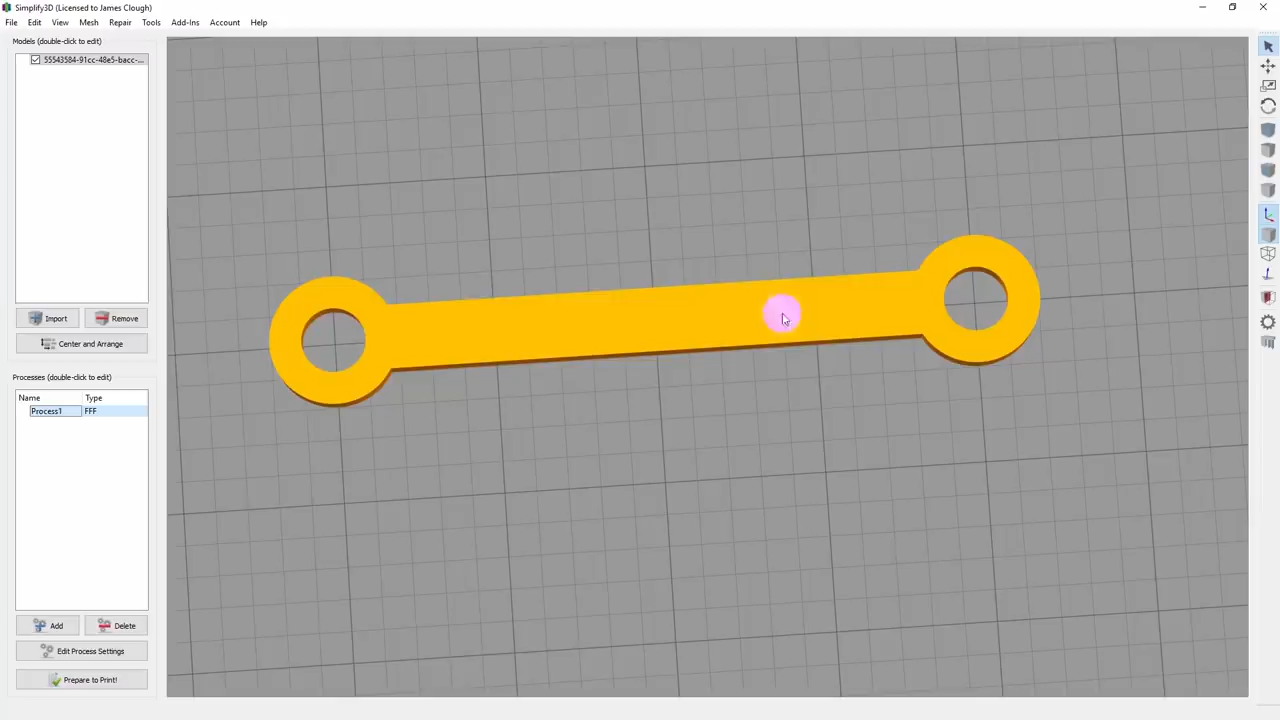 Simplify3D (Licensed to James Clough)
File Edit View Mesh Repair Tools Add-Ins Account Help
Models (double-click to edit)
55543584-91cc-48e5-bacc-...
Import Remove
Center and Arrange
Processes (double-click to edit)
Name Type
Process1 FFF
Add Delete
Edit Process Settings
Prepare to Print!